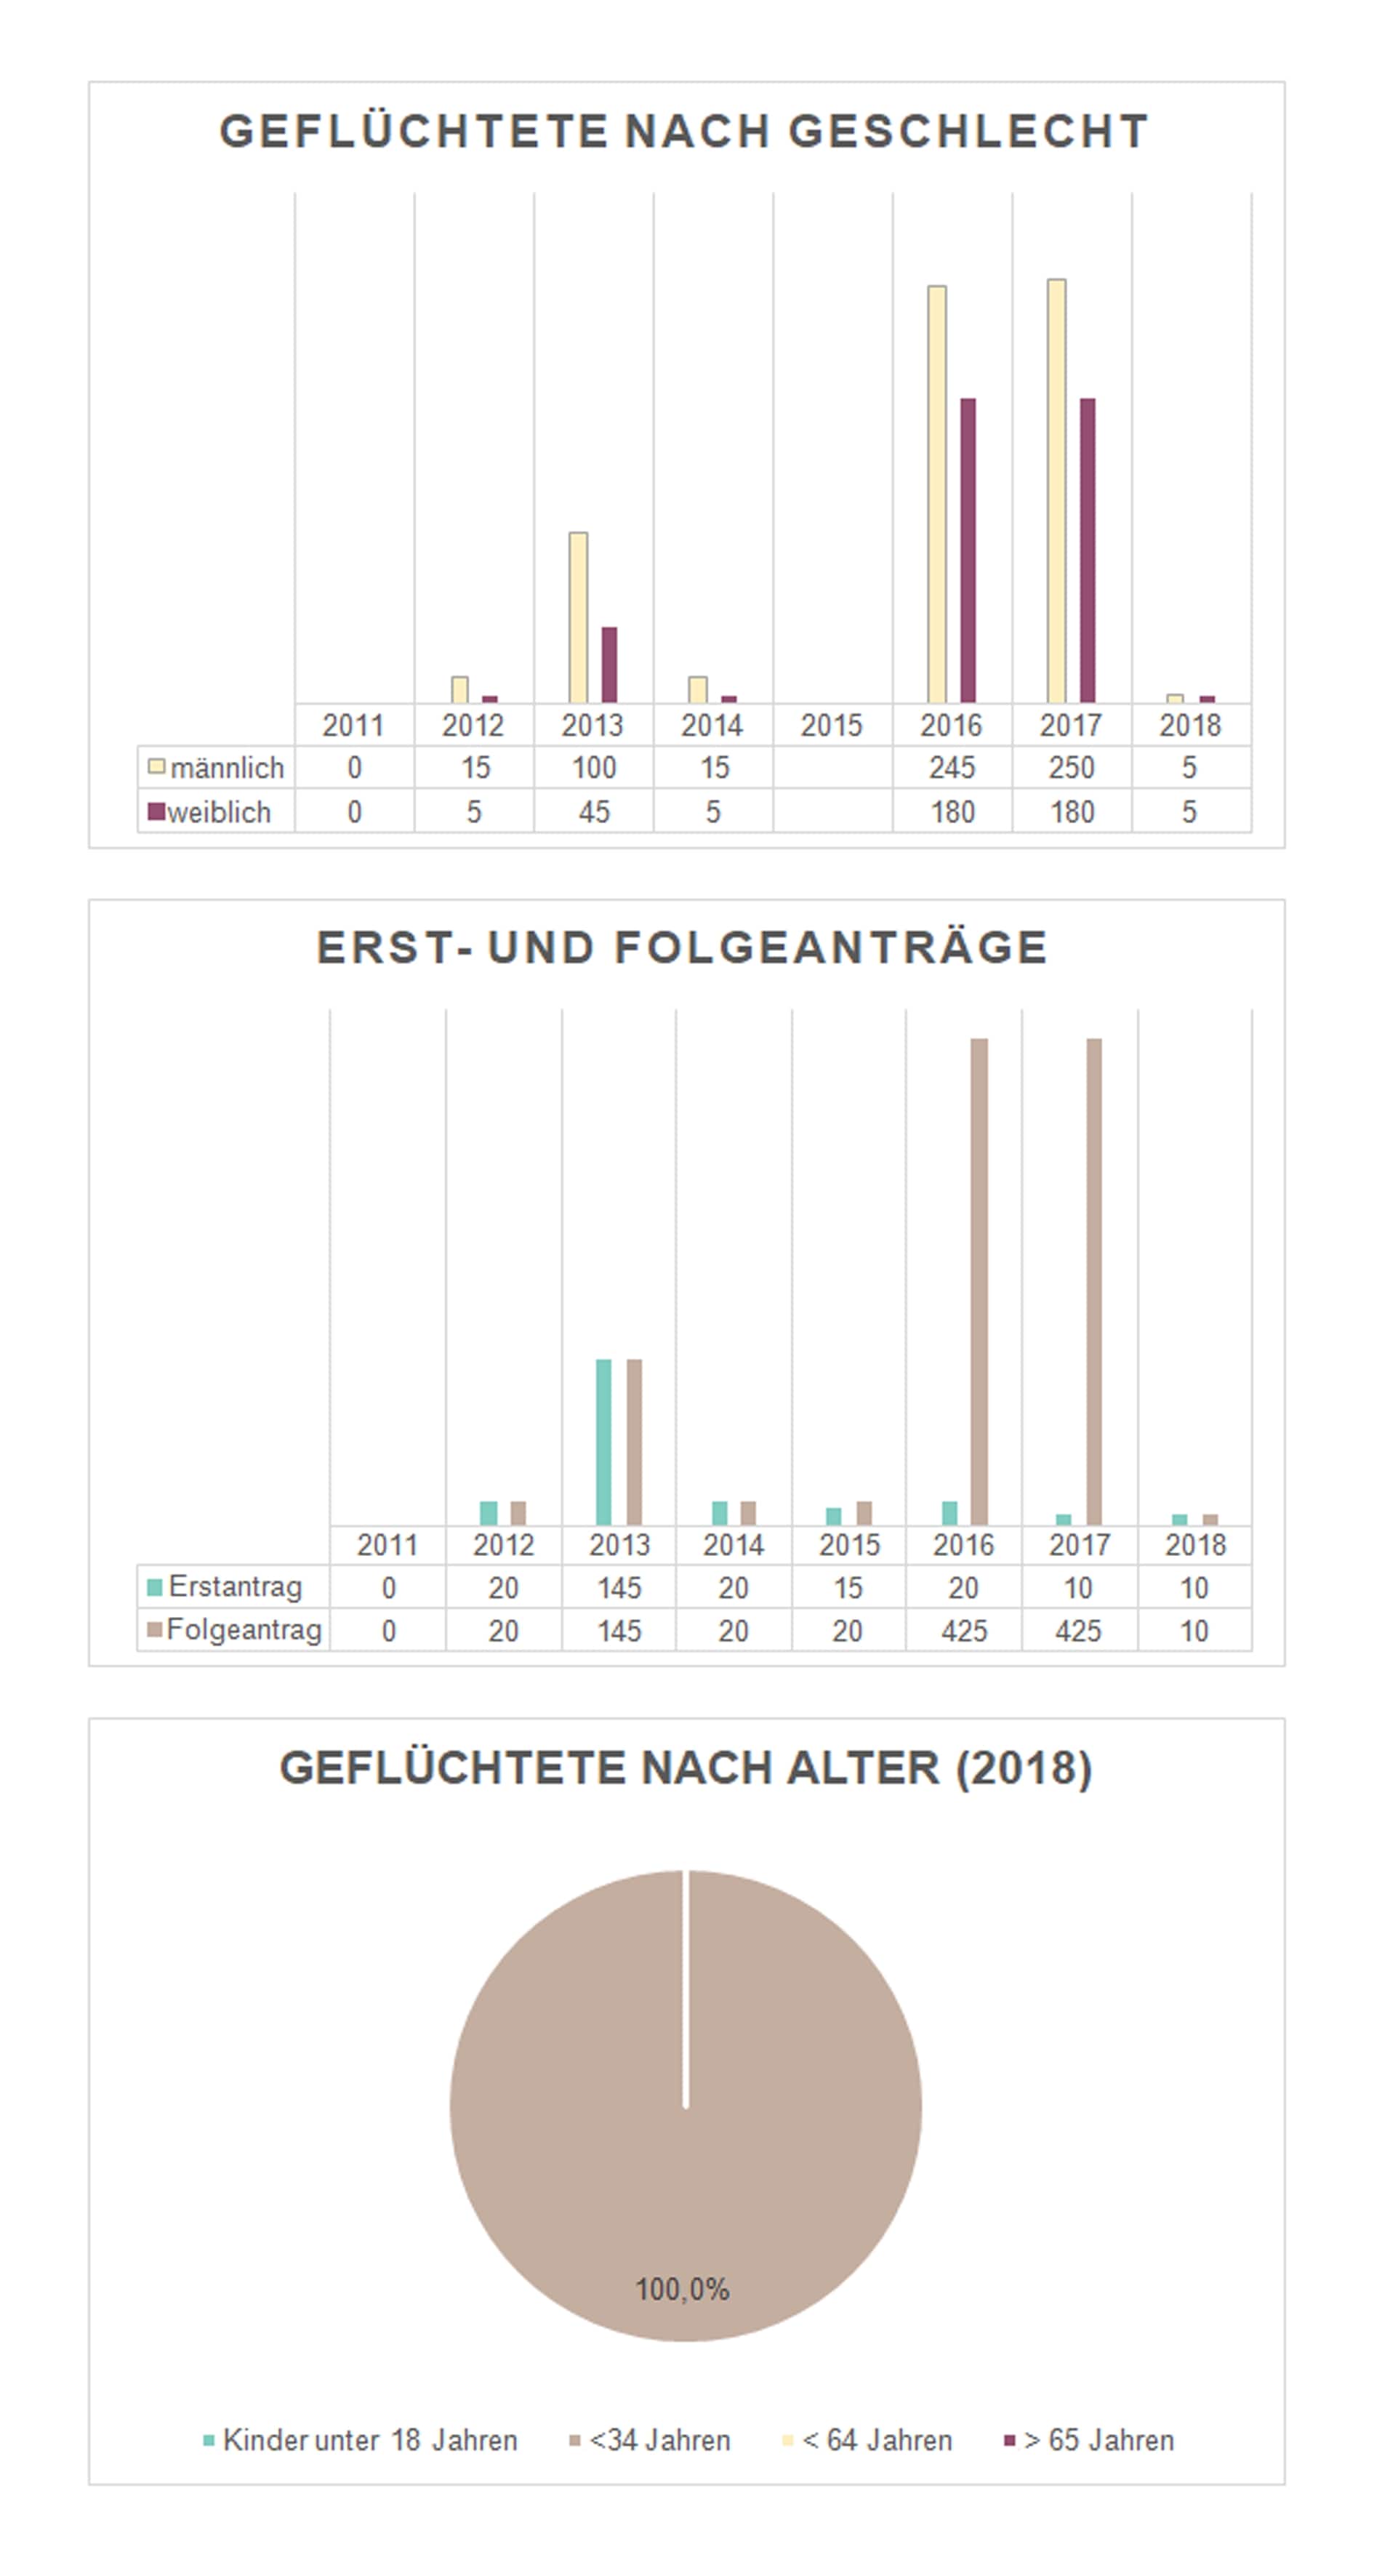 GEFLÜCHTETE NACH GESCHLECHT
2011 2012 2013 2014 2015 2016 2017 2018
männlich 0 15 100 15 245 250 5
weiblich 0 5 45 5 180 180 5
ERST- UND FOLGEANTRÄGE
2011 2012 2013 2014 2015 2016 2017 2018
Erstantrag 0 20 145 20 15 20 10 10
Folgeantrag 0 20 145 20 20 425 425 10
GEFLÜCHTETE NACH ALTER (2018)
100,0%
Kinder unter 18 Jahren <34 Jahren < 64 Jahren > 65 Jahren